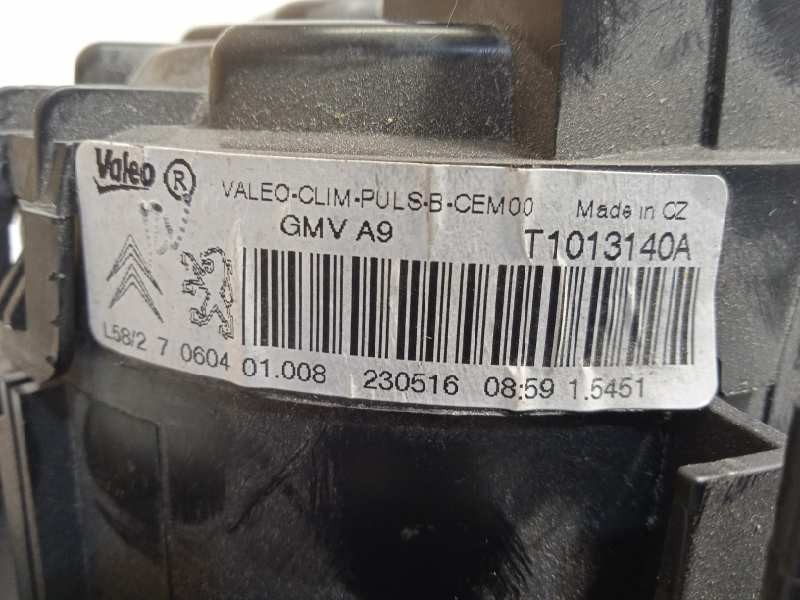 Valeo ® VALEO-CLIM-PULS-B-CEM00 Made in CZ
GMV A9 T1013140A
L58/2 7 0604 01.008 230516 08:59 1.5451